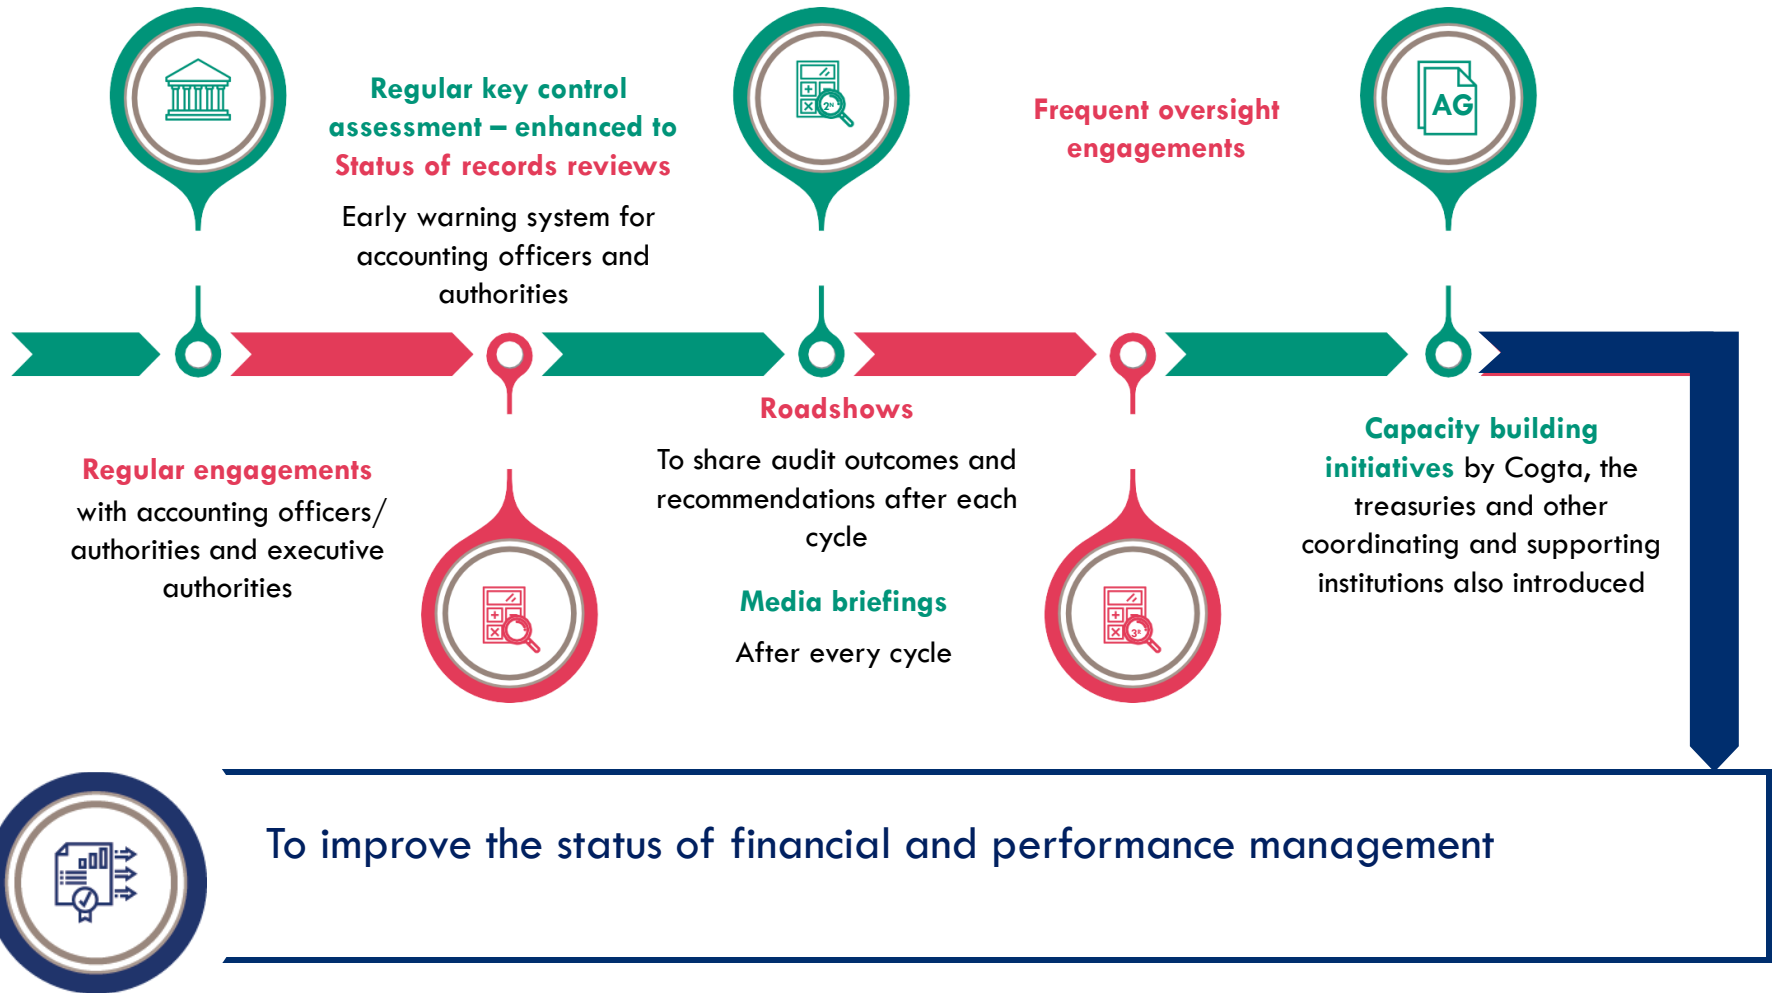 Regular key control
assessment – enhanced to
Status of records reviews
Early warning system for
accounting officers and
authorities
2ᴺ
Frequent oversight
engagements
AG
Regular engagements
with accounting officers/
authorities and executive
authorities
Roadshows
To share audit outcomes and
recommendations after each
cycle
Media briefings
After every cycle
3ᴿ
Capacity building
initiatives by Cogta, the
treasuries and other
coordinating and supporting
institutions also introduced
To improve the status of financial and performance management